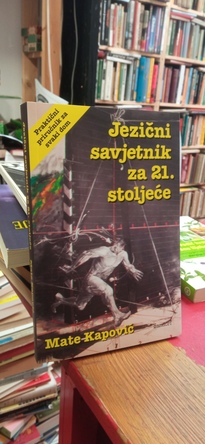 Praktični
priručnik za
svaki dom
Jezični
savjetnik
za 21.
stoljeće
Mate Kapović